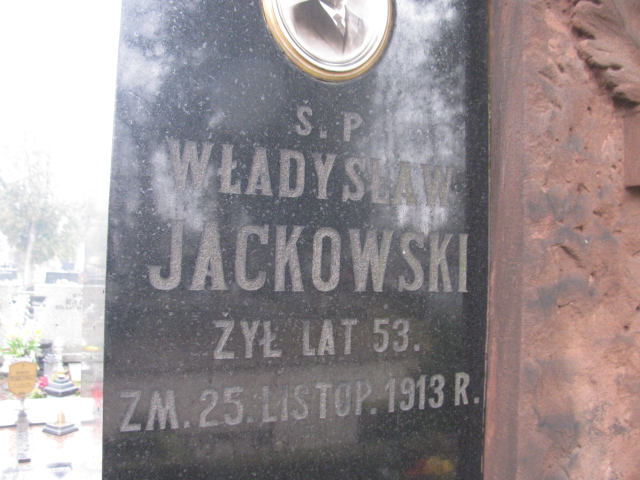 Ś. P.
WŁADYSŁAW
JACKOWSKI
ŻYŁ LAT 53.
ZM. 25. LISTOP. 1913 R.